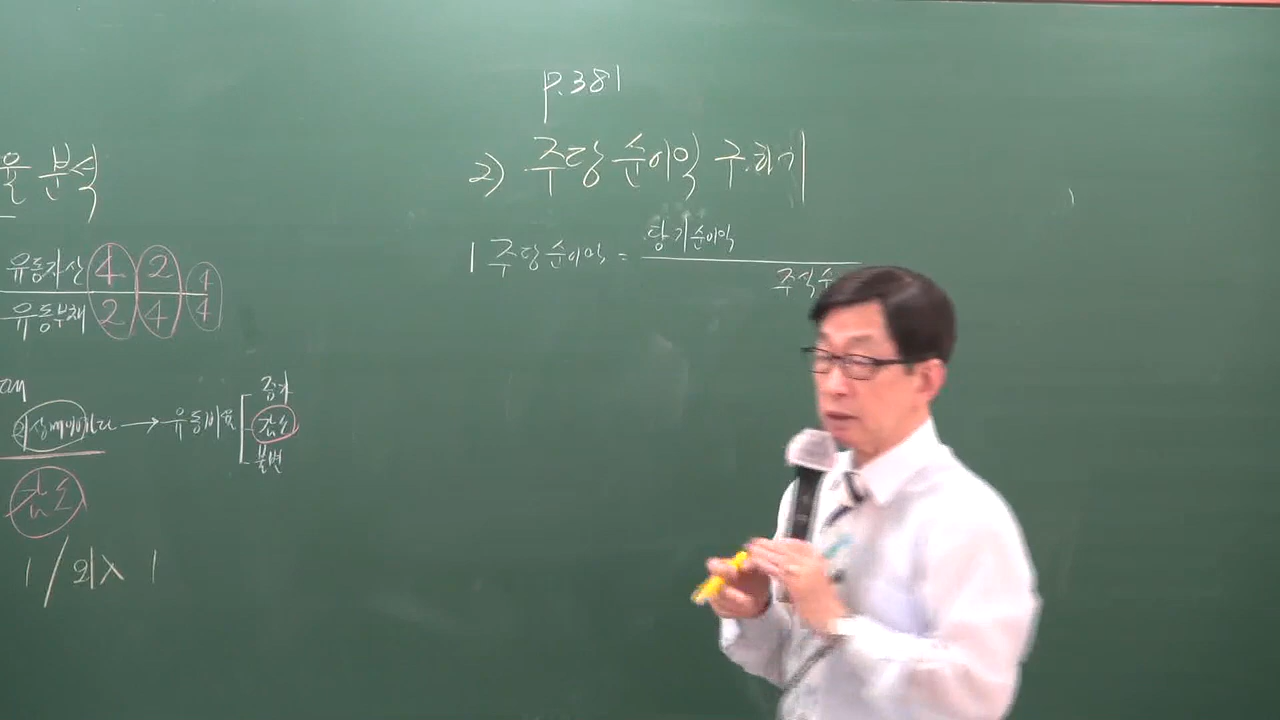 p.381
2) 주당순이익 구하기
1주당순이익 = 당기순이익
주식수
율 분석
유동자산 4 2 4
유동부채 2 4 4
→ 유동비율
증가
감소
불변
감소
1 / 외入 1